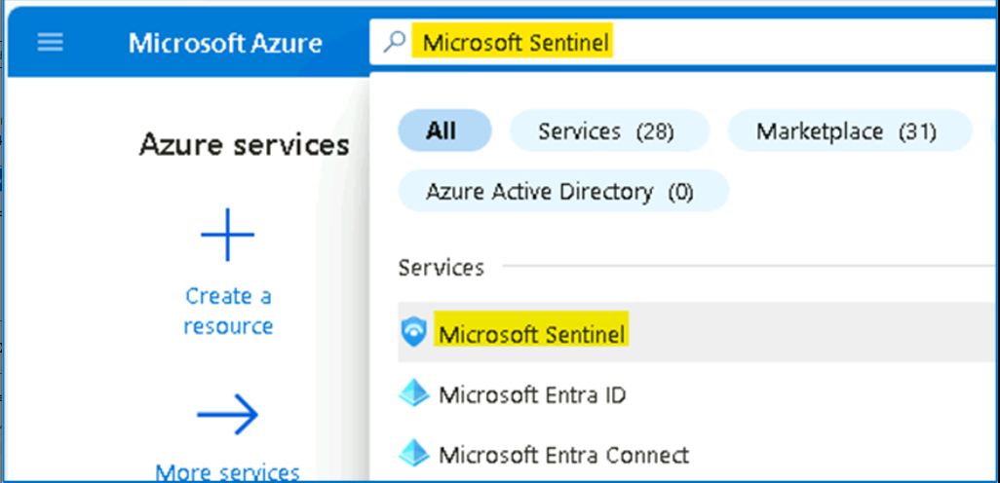 Microsoft Azure
Microsoft Sentinel
All
Services (28)
Marketplace (31)
Azure Active Directory (0)
Azure services
Create a
resource
More services
Services
Microsoft Sentinel
Microsoft Entra ID
Microsoft Entra Connect